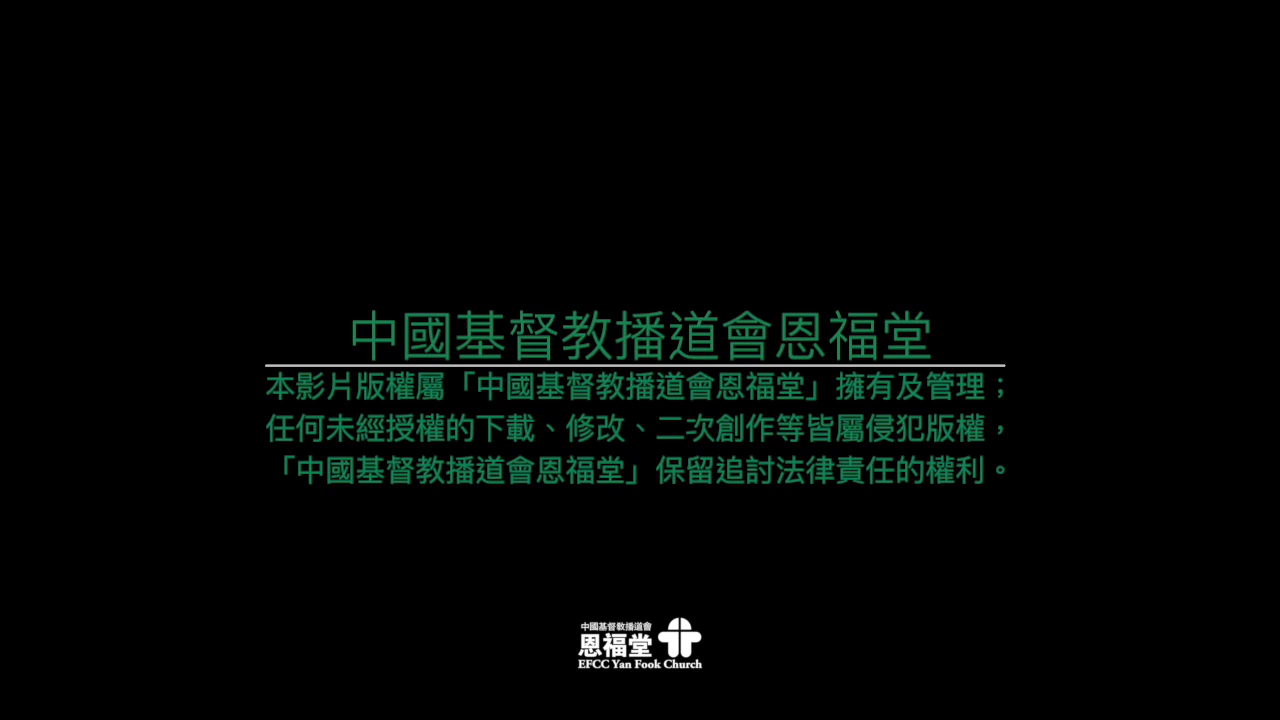 中國基督教播道會恩福堂
本影片版權屬「中國基督教播道會恩福堂」擁有及管理；
任何未經授權的下載、修改、二次創作等皆屬侵犯版權，
「中國基督教播道會恩福堂」保留追討法律責任的權利。
中國基督教播道會
恩福堂
EFCC Yan Fook Church